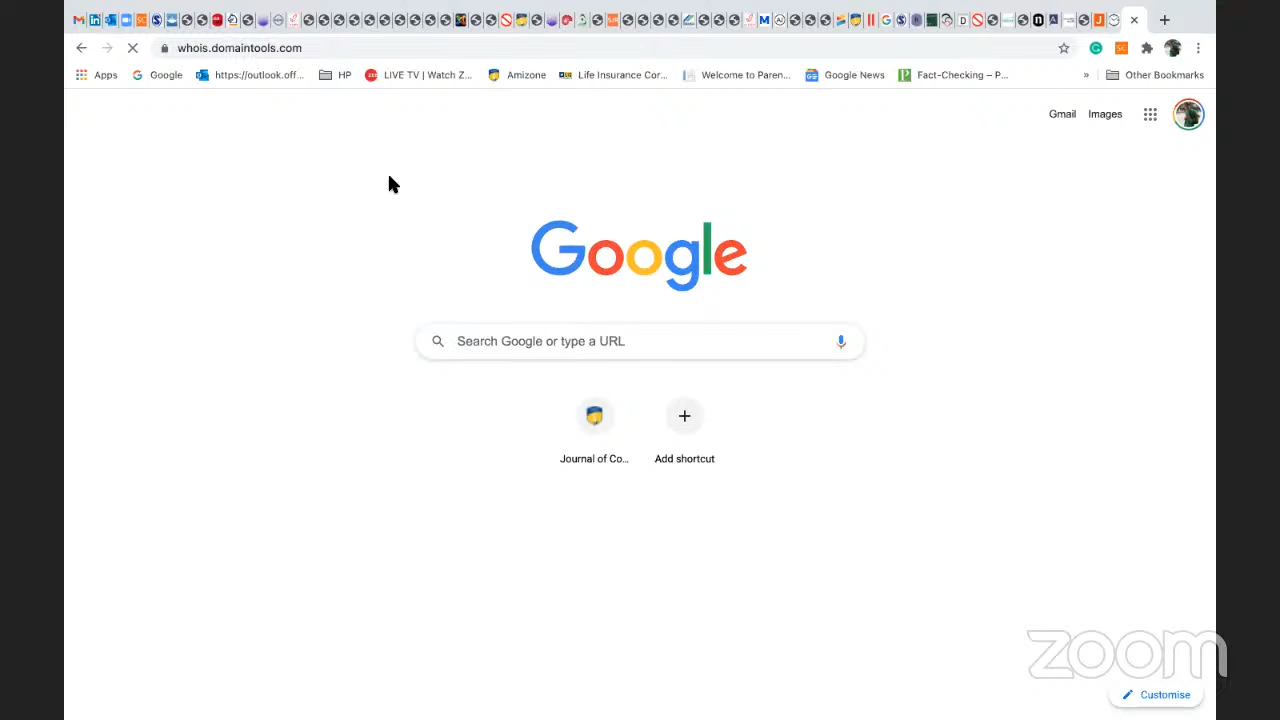 whois.domaintools.com
Apps Google https://outlook.off... HP LIVE TV | Watch Z... Amizone Life Insurance Cor... Welcome to Paren... Google News Fact-Checking – P... » Other Bookmarks
Gmail Images
Google
Search Google or type a URL
Journal of Co... Add shortcut
zoom
Customise